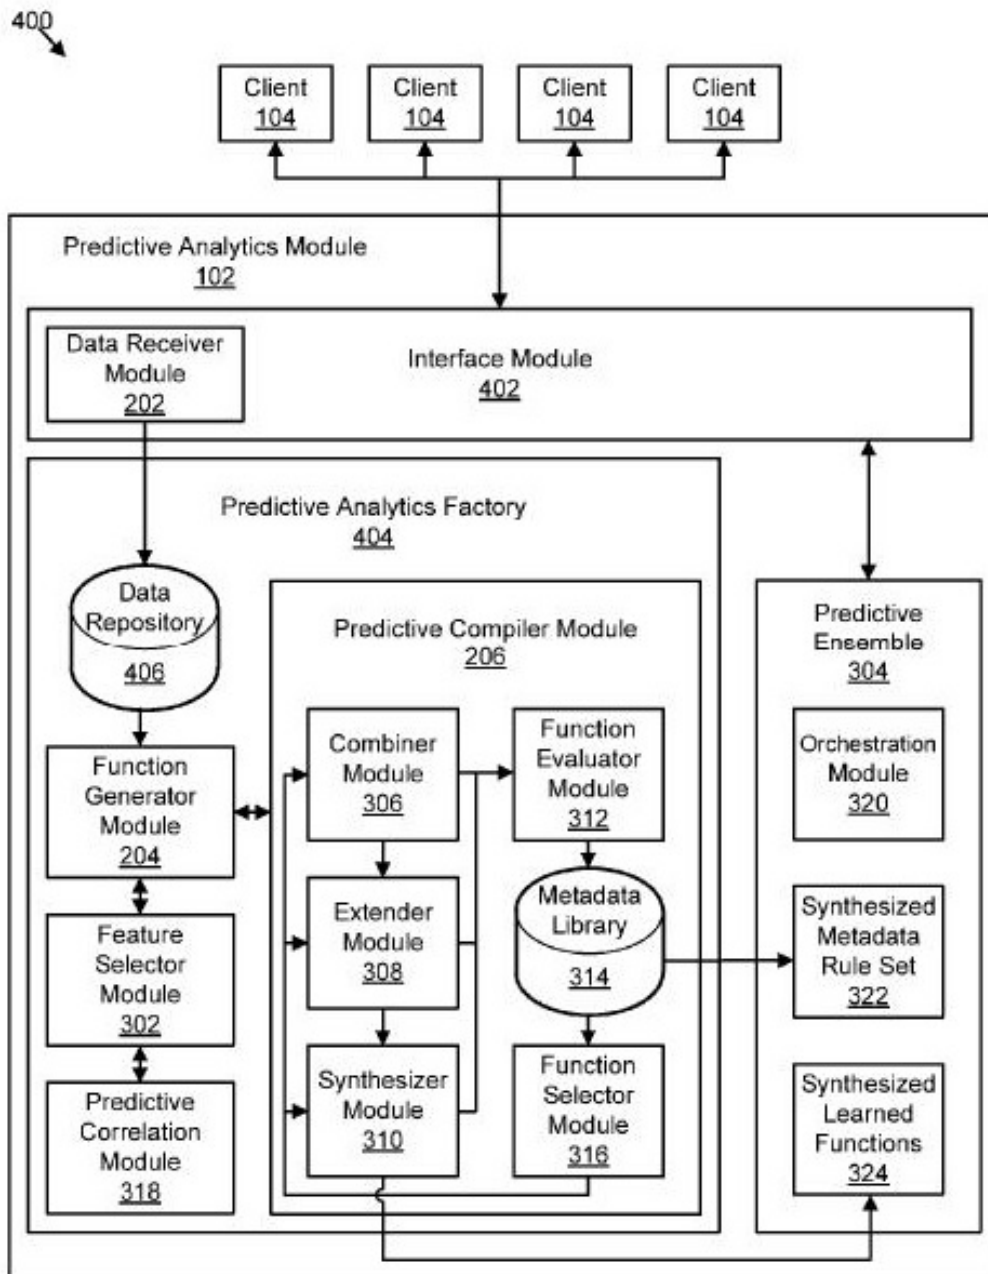 400
Client
104
Client
104
Client
104
Client
104
Predictive Analytics Module
102
Data Receiver
Module
202
Interface Module
402
Predictive Analytics Factory
404
Data
Repository
406
Function
Generator
Module
204
Feature
Selector
Module
302
Predictive
Correlation
Module
318
Predictive Compiler Module
206
Combiner
Module
306
Extender
Module
308
Synthesizer
Module
310
Function
Evaluator
Module
312
Metadata
Library
314
Function
Selector
Module
316
Predictive
Ensemble
304
Orchestration
Module
320
Synthesized
Metadata
Rule Set
322
Synthesized
Learned
Functions
324